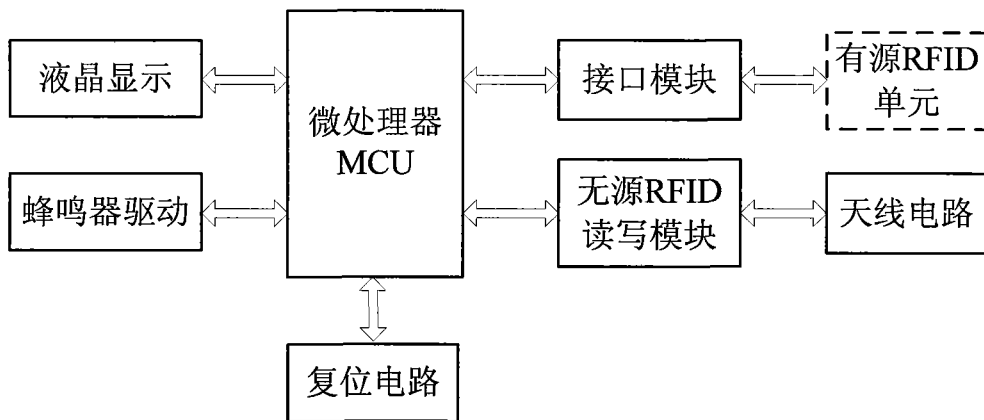 液晶显示
微处理器
MCU
接口模块
有源RFID
单元
蜂鸣器驱动
无源RFID
读写模块
天线电路
复位电路